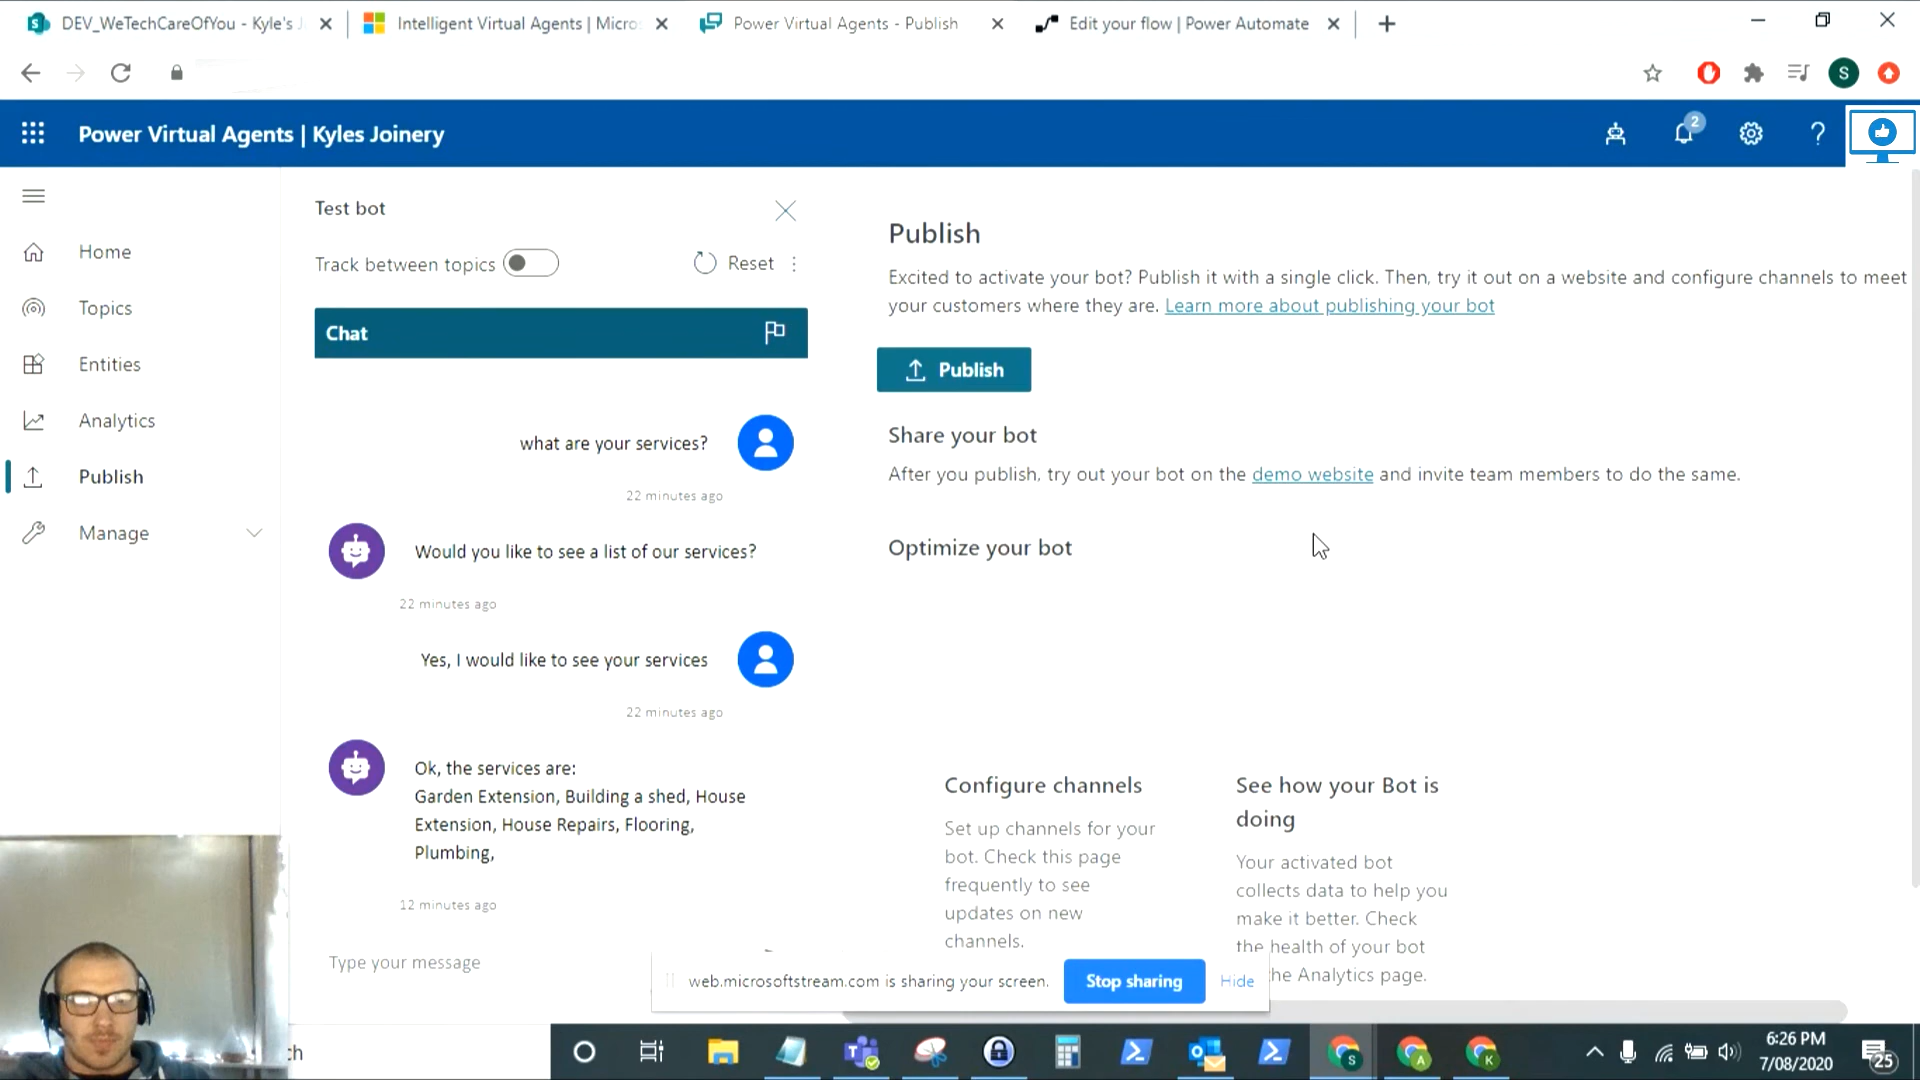 DEV_WeTechCareOfYou - Kyle's J
Intelligent Virtual Agents | Micros
Power Virtual Agents - Publish
Edit your flow | Power Automate
S
Power Virtual Agents | Kyles Joinery
2
?
Home
Topics
Entities
Analytics
Publish
Manage
Test bot
Track between topics
Reset
Chat
what are your services?
22 minutes ago
Would you like to see a list of our services?
22 minutes ago
Yes, I would like to see your services
22 minutes ago
Ok, the services are:
Garden Extension, Building a shed, House
Extension, House Repairs, Flooring,
Plumbing,
12 minutes ago
Type your message
Publish
Excited to activate your bot? Publish it with a single click. Then, try it out on a website and configure channels to meet
your customers where they are. Learn more about publishing your bot
Publish
Share your bot
After you publish, try out your bot on the demo website and invite team members to do the same.
Optimize your bot
Configure channels
Set up channels for your
bot. Check this page
frequently to see
updates on new
channels.
See how your Bot is
doing
Your activated bot
collects data to help you
make it better. Check
the health of your bot
he Analytics page.
web.microsoftstream.com is sharing your screen.
Stop sharing
Hide
ch
S
A
K
6:26 PM
7/08/2020
25